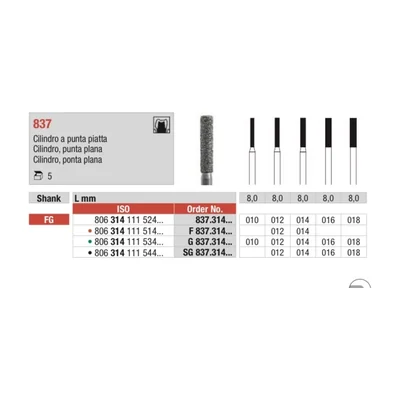 837
Cilindro a punta piatta
Cilindro, punta plana
Cilindro, ponta plana
5
Shank L mm 8,0 8,0 8,0 8,0 8,0
ISO Order No.
FG 806 314 111 524... 837.314... 010 012 014 016 018
806 314 111 514... F 837.314... 012 014
806 314 111 534... G 837.314... 010 012 014 016 018
806 314 111 544... SG 837.314... 012 014 016 018